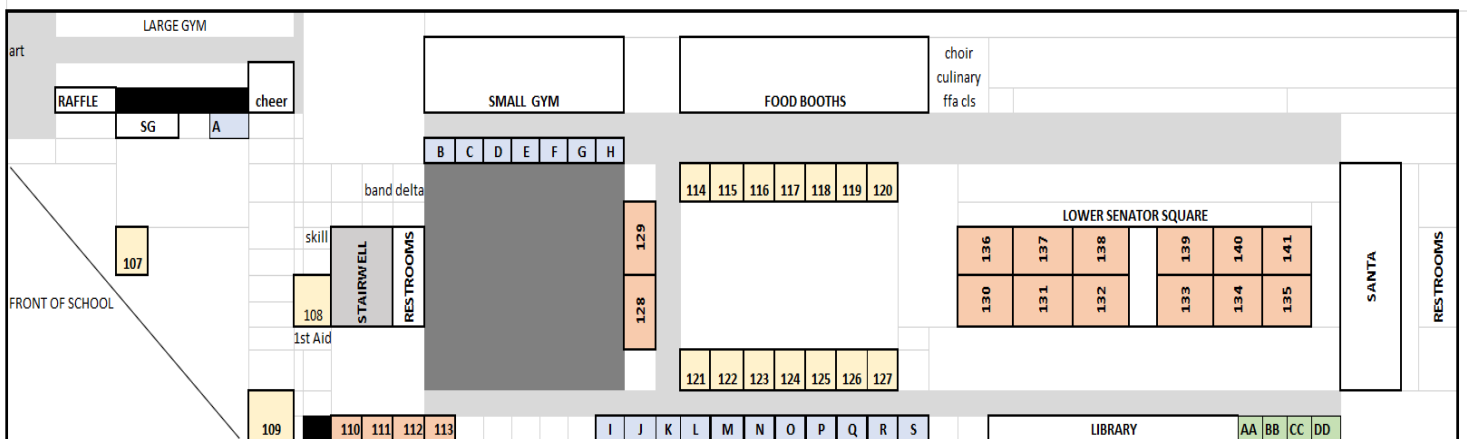 LARGE GYM
art
choir
culinary
RAFFLE
cheer
SMALL GYM
FOOD BOOTHS
ffa cls
SG
A
B C D E F G H
band delta
114 115 116 117 118 119 120
LOWER SENATOR SQUARE
skill
129
136 137 138 139 140 141
107
STAIRWELL
RESTROOMS
SANTA
RESTROOMS
FRONT OF SCHOOL
108
128
130 131 132 133 134 135
1st Aid
121 122 123 124 125 126 127
109
110 111 112 113
I J K L M N O P Q R S
LIBRARY
AA BB CC DD